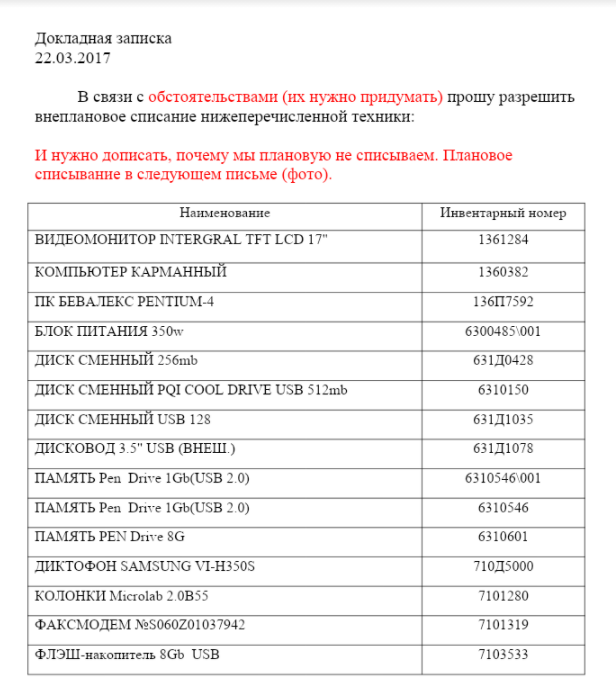 Докладная записка
22.03.2017
В связи с обстоятельствами (их нужно придумать) прошу разрешить
внеплановое списание нижеперечисленной техники:
И нужно дописать, почему мы плановую не списываем. Плановое
списывание в следующем письме (фото).
Наименование Инвентарный номер
ВИДЕОМОНИТОР INTERGRAL TFT LCD 17" 1361284
КОМПЬЮТЕР КАРМАННЫЙ 1360382
ПК БЕВАЛЕКС PENTIUM-4 136П7592
БЛОК ПИТАНИЯ 350w 6300485\001
ДИСК СМЕННЫЙ 256mb 631Д0428
ДИСК СМЕННЫЙ PQI COOL DRIVE USB 512mb 6310150
ДИСК СМЕННЫЙ USB 128 631Д1035
ДИСКОВОД 3.5" USB (ВНЕШ.) 631Д1078
ПАМЯТЬ Pen Drive 1Gb(USB 2.0) 6310546\001
ПАМЯТЬ Pen Drive 1Gb(USB 2.0) 6310546
ПАМЯТЬ PEN Drive 8G 6310601
ДИКТОФОН SAMSUNG VI-H350S 710Д5000
КОЛОНКИ Microlab 2.0B55 7101280
ФАКСМОДЕМ №S060Z01037942 7101319
ФЛЭШ-накопитель 8Gb USB 7103533